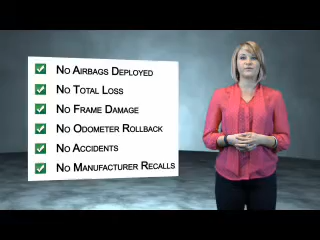 No Airbags Deployed
No Total Loss
No Frame Damage
No Odometer Rollback
No Accidents
No Manufacturer Recalls